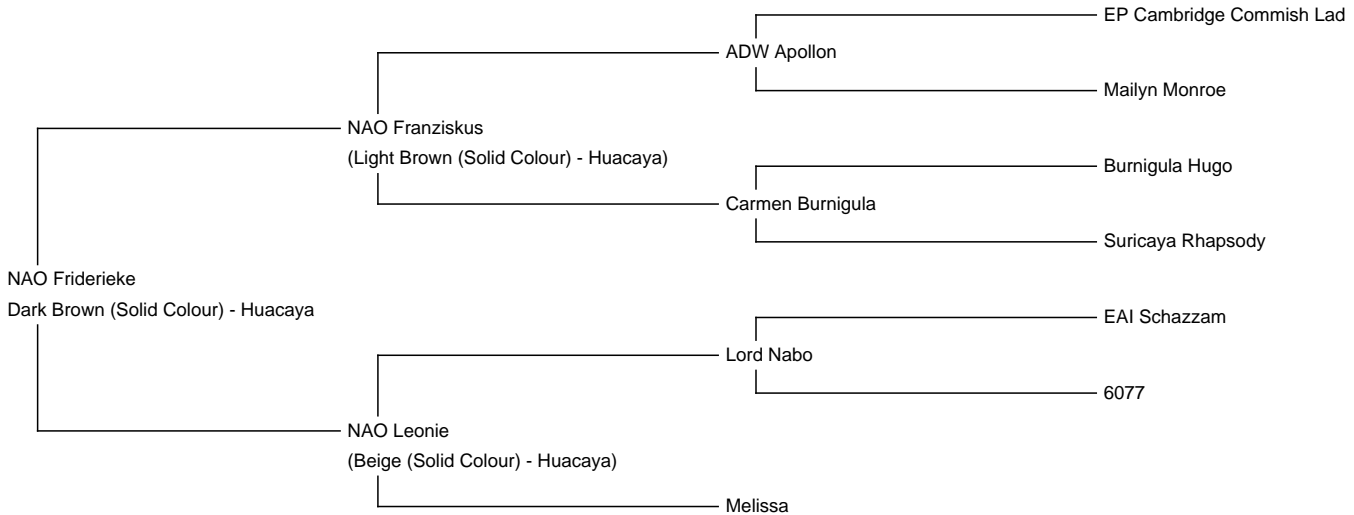 EP Cambridge Commish Lad
ADW Apollon
Mailyn Monroe
NAO Franziskus
(Light Brown (Solid Colour) - Huacaya)
Burnigula Hugo
Carmen Burnigula
Suricaya Rhapsody
NAO Friderieke
Dark Brown (Solid Colour) - Huacaya
EAI Schazzam
Lord Nabo
6077
NAO Leonie
(Beige (Solid Colour) - Huacaya)
Melissa